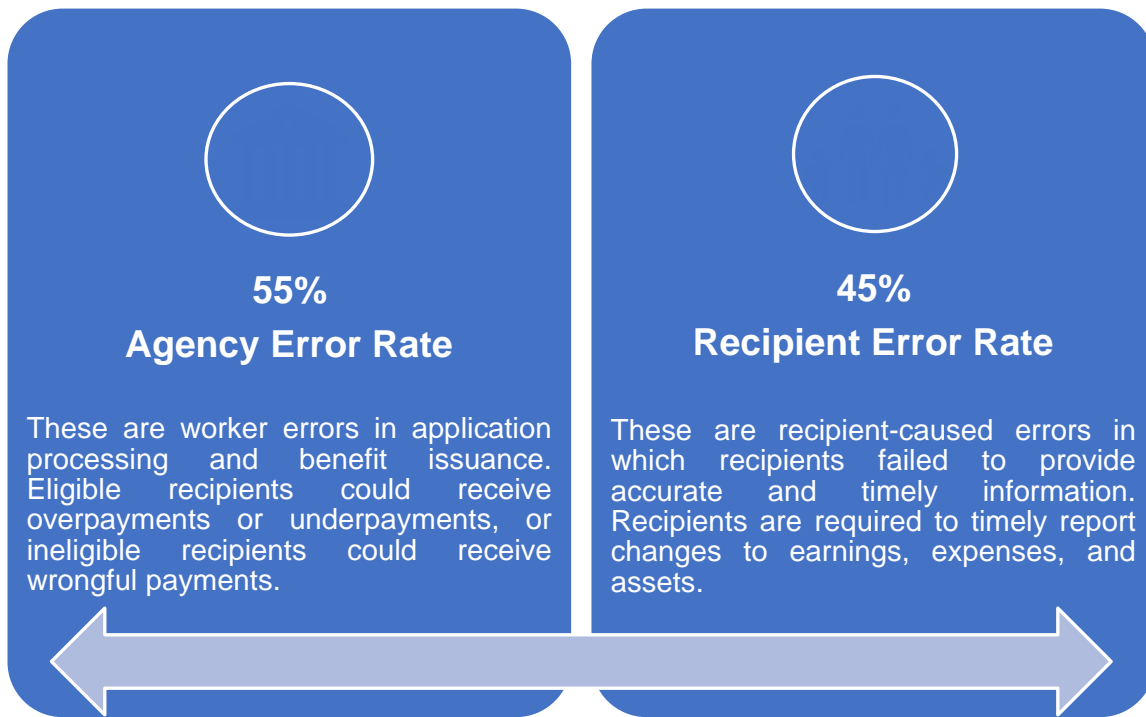 55%
Agency Error Rate
These are worker errors in application
processing and benefit issuance.
Eligible recipients could receive
overpayments or underpayments, or
ineligible recipients could receive
wrongful payments.
45%
Recipient Error Rate
These are recipient-caused errors in
which recipients failed to provide
accurate and timely information.
Recipients are required to timely report
changes to earnings, expenses, and
assets.